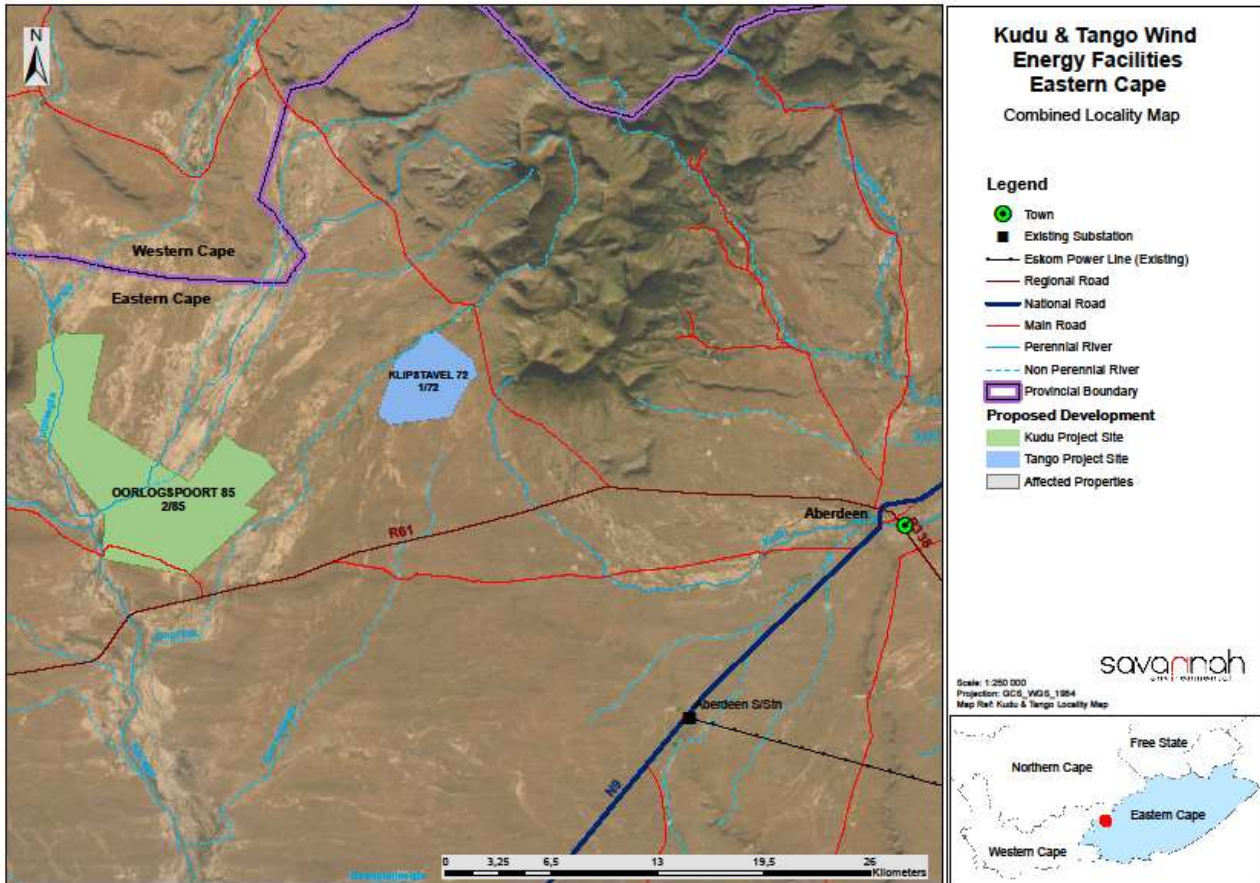 Kudu & Tango Wind
Energy Facilities
Eastern Cape
Combined Locality Map
Legend
Town
Existing Substation
Eskom Power Line (Existing)
Regional Road
National Road
Main Road
Perennial River
Non Perennial River
Provincial Boundary
Proposed Development
Kudu Project Site
Tango Project Site
Affected Properties
savannah
environmental
Scale: 1:250 000
Projection: GCS_WGS_1984
Map Ref: Kudu & Tango Locality Map
Free State
Northern Cape
Eastern Cape
Western Cape
N
Western Cape
Eastern Cape
KLIPSTAVEL 72
1/72
OORLOGSPOORT 85
2/85
R61
Aberdeen
R338
Aberdeen S/Stn
N9
0 3,25 6,5 13 19,5 26
Kilometers